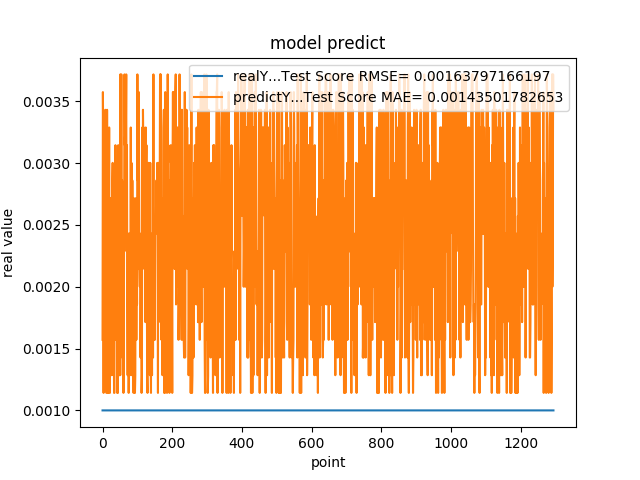 model predict
realY...Test Score RMSE= 0.00163797166197
predictY...Test Score MAE= 0.00143501782653
0.0035
0.0030
0.0025
0.0020
0.0015
0.0010
real value
0 200 400 600 800 1000 1200
point